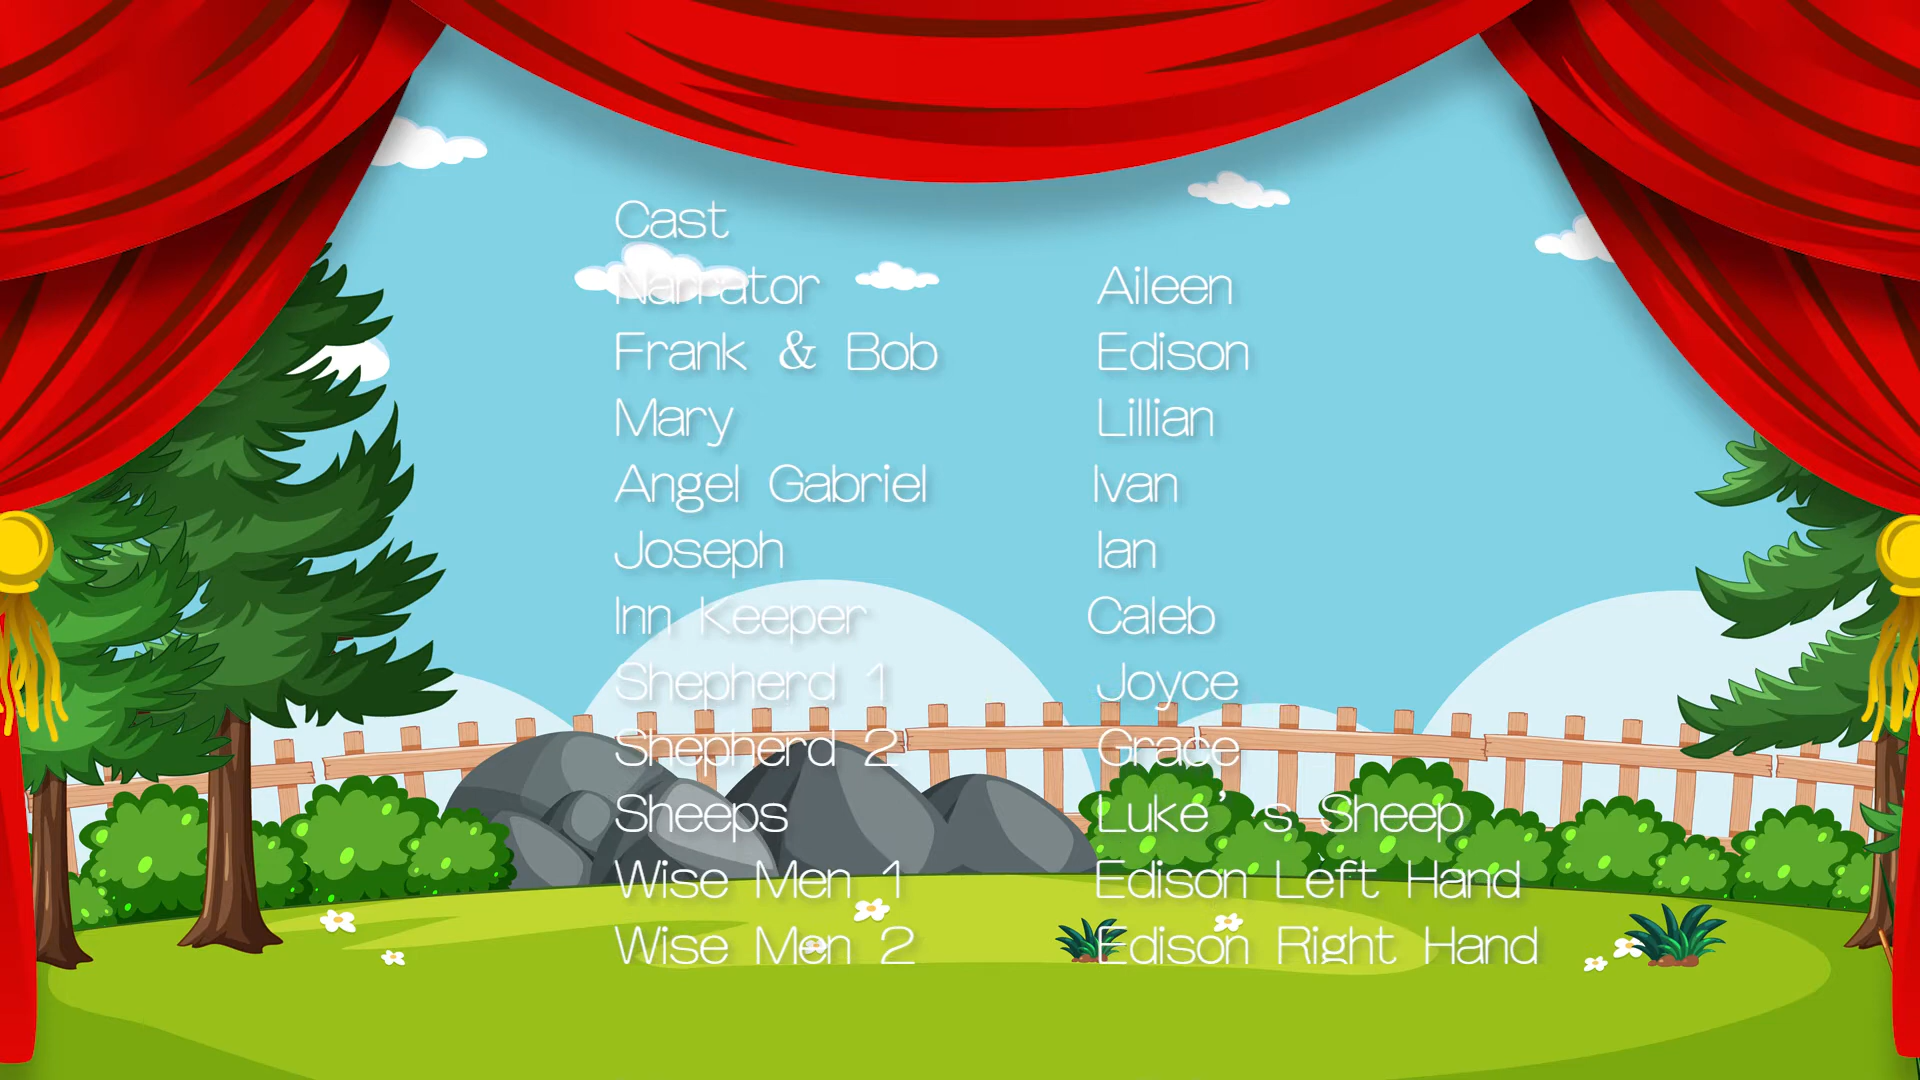 Cast
Narrator Aileen
Frank & Bob Edison
Mary Lillian
Angel Gabriel Ivan
Joseph Ian
Inn Keeper Caleb
Shepherd 1 Joyce
Shepherd 2 Grace
Sheeps Luke's Sheep
Wise Men 1 Edison Left Hand
Wise Men 2 Edison Right Hand